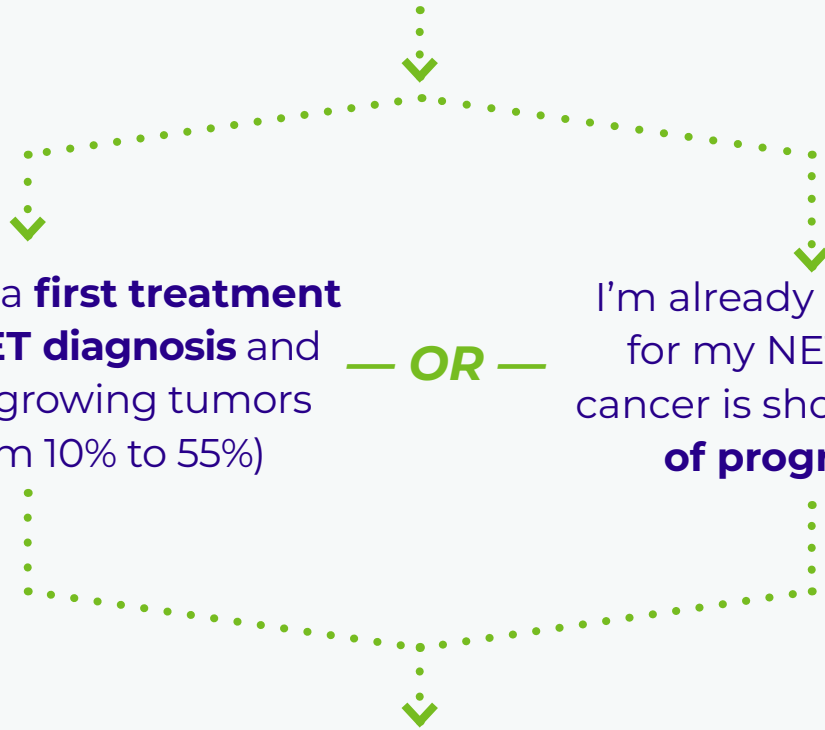 a first treatment
ET diagnosis and
growing tumors
m 10% to 55%)
— OR —
I'm already
for my NE
cancer is sho
of progr